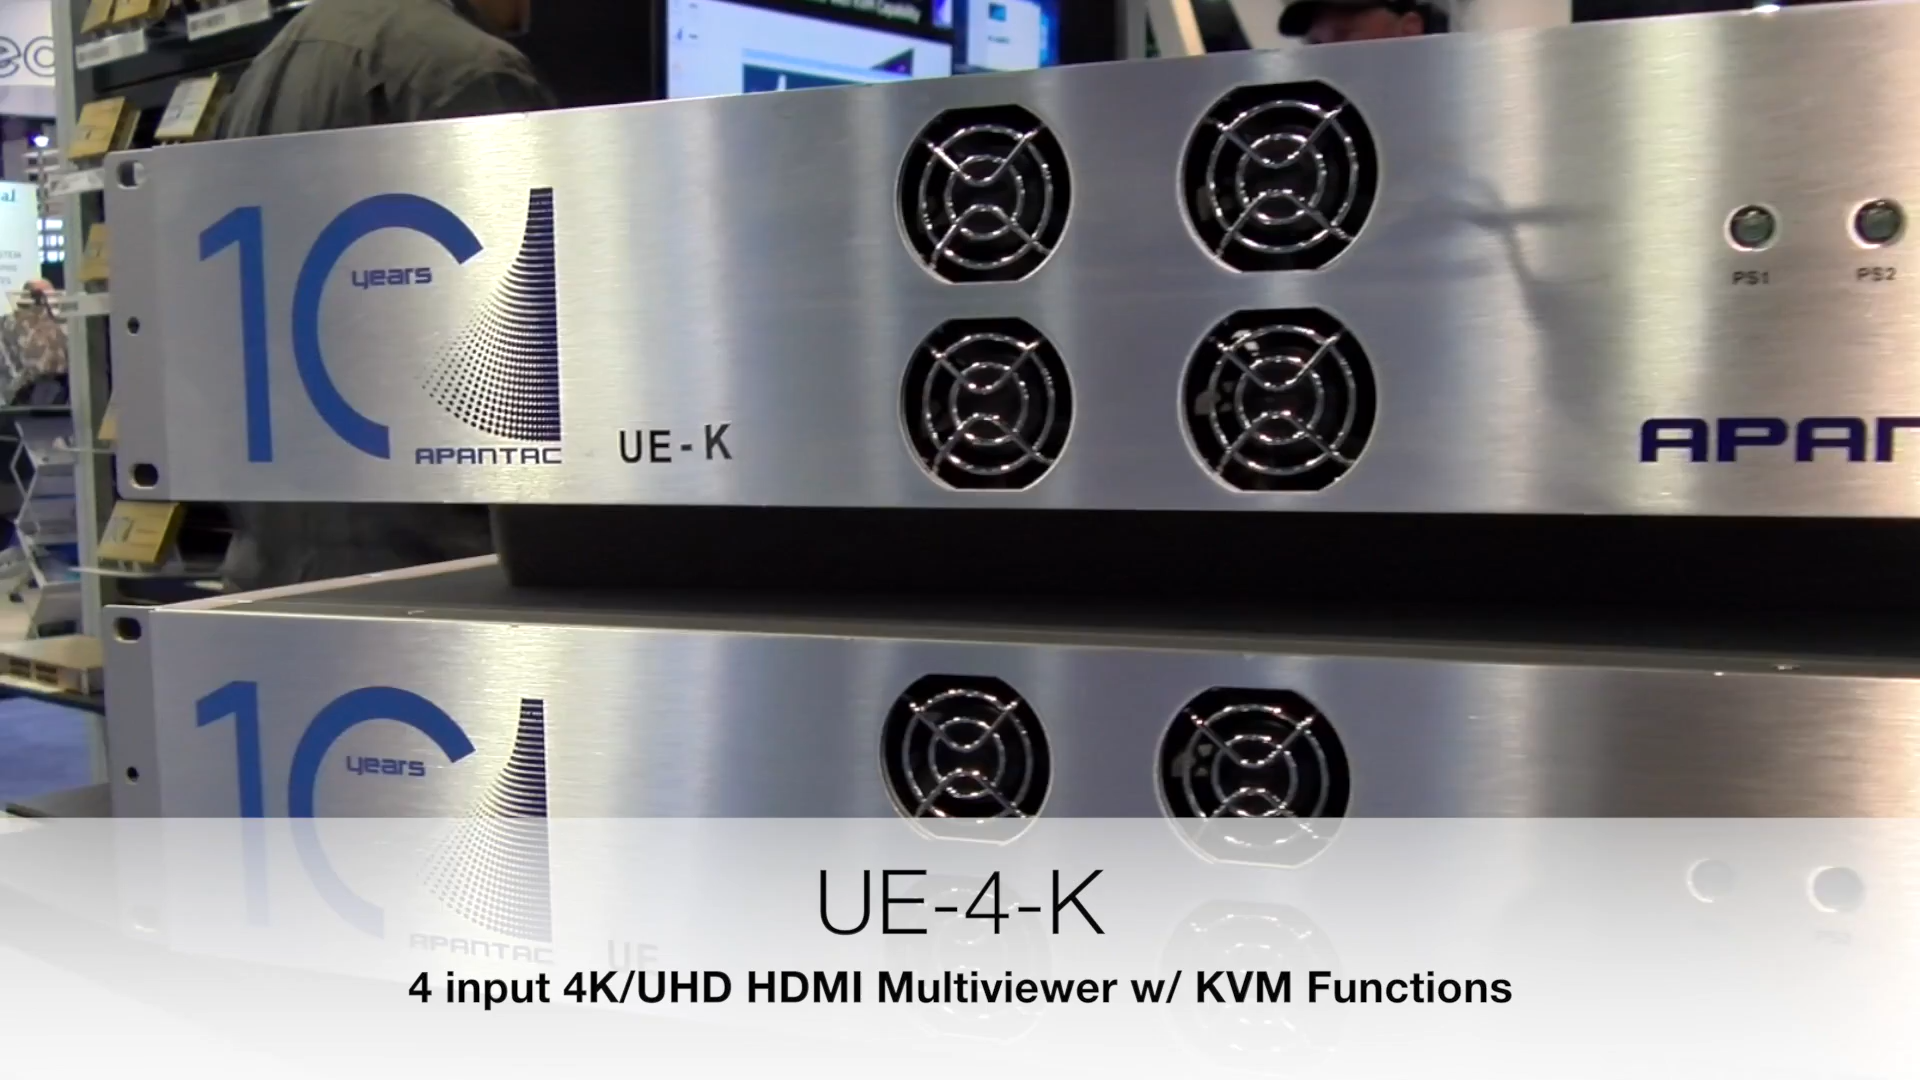 years
APANTAC
UE-K
PS1
PS2
APAN
years
APANTAC
UE
UE-4-K
4 input 4K/UHD HDMI Multiviewer w/ KVM Functions
10
10